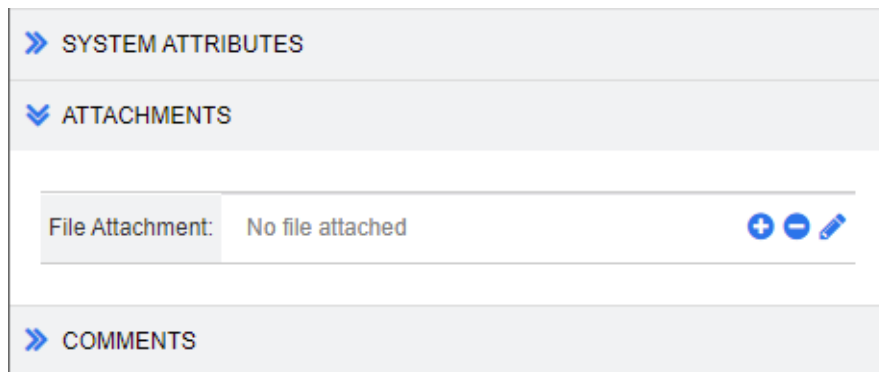 SYSTEM ATTRIBUTES
ATTACHMENTS
File Attachment: No file attached
COMMENTS